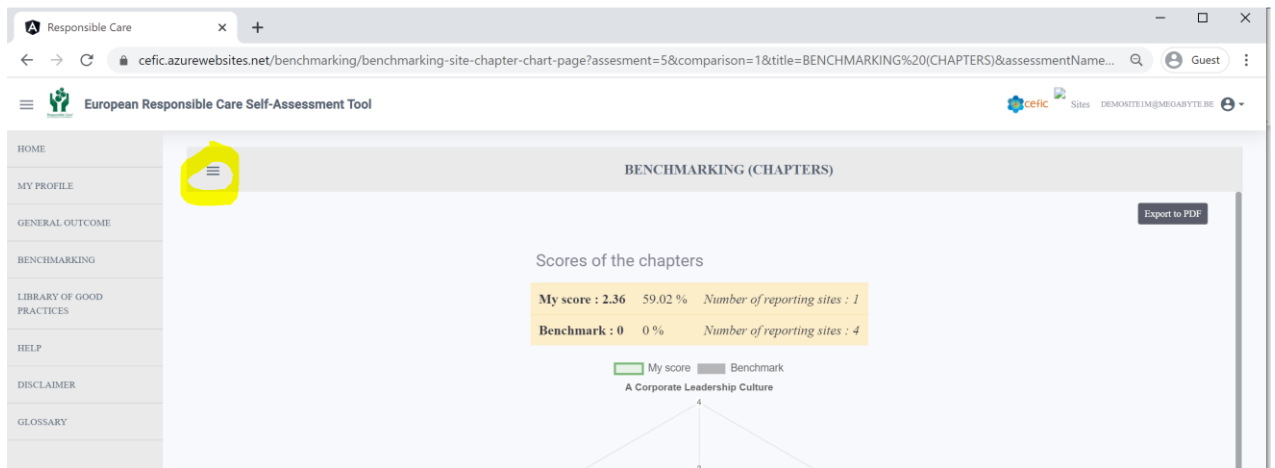 Responsible Care
cefic.azurewebsites.net/benchmarking/benchmarking-site-chapter-chart-page?assesment=5&comparison=1&title=BENCHMARKING%20(CHAPTERS)&assessmentName...
Guest
European Responsible Care Self-Assessment Tool
cefic
Sites
DEMOSITE1M@MEGABYTE.BE
HOME
MY PROFILE
GENERAL OUTCOME
BENCHMARKING
LIBRARY OF GOOD
PRACTICES
HELP
DISCLAIMER
GLOSSARY
BENCHMARKING (CHAPTERS)
Export to PDF
Scores of the chapters
My score : 2.36 59.02 % Number of reporting sites : 1
Benchmark : 0 0 % Number of reporting sites : 4
My score Benchmark
A Corporate Leadership Culture
4